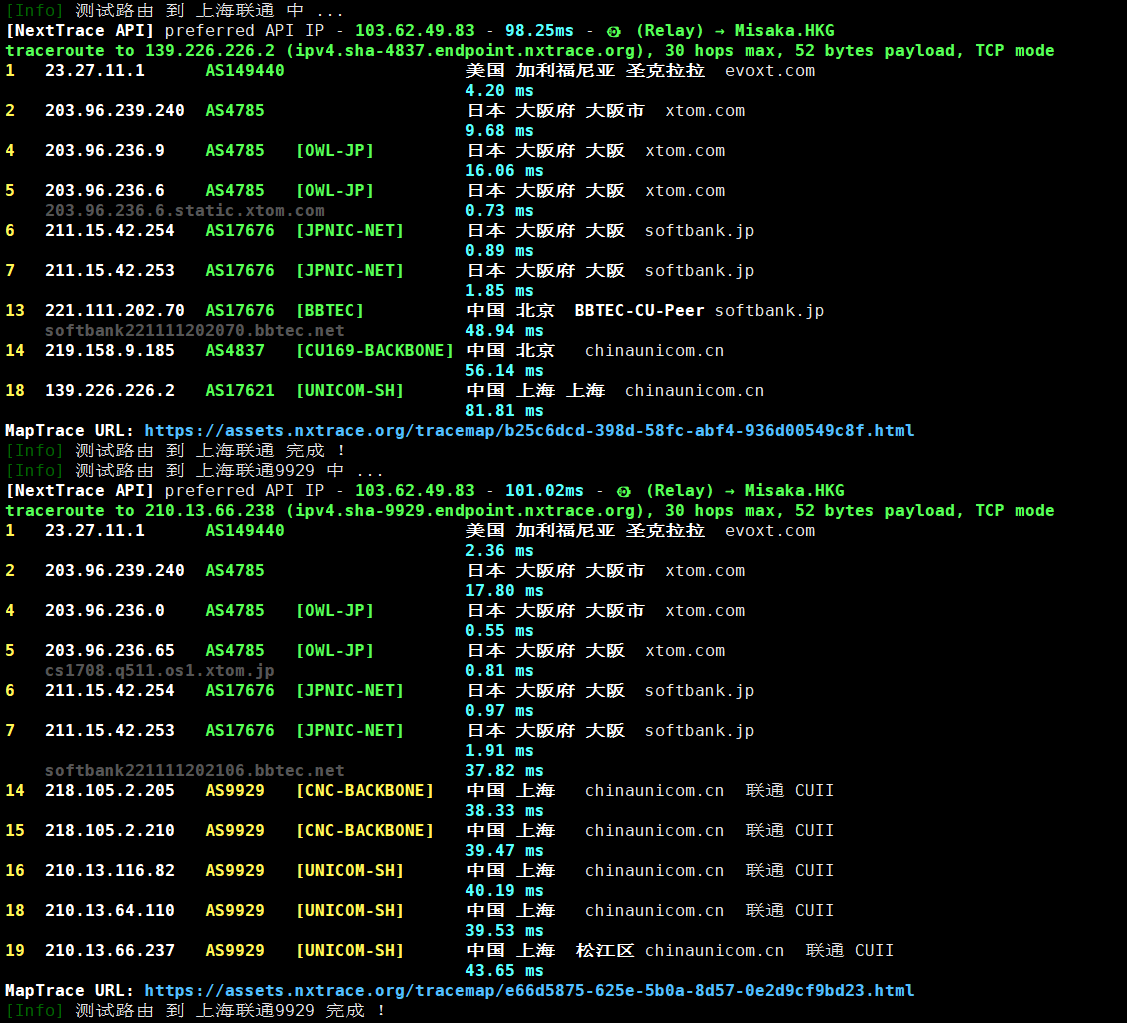 [Info] 测试路由 到 上海联通 中 ...
[NextTrace API] preferred API IP - 103.62.49.83 - 98.25ms - (Relay) → Misaka.HKG
traceroute to 139.226.226.2 (ipv4.sha-4837.endpoint.nxtrace.org), 30 hops max, 52 bytes payload, TCP mode
1 23.27.11.1 AS149440 美国 加利福尼亚 圣克拉拉 evoxt.com
4.20 ms
2 203.96.239.240 AS4785 日本 大阪府 大阪市 xtom.com
9.68 ms
4 203.96.236.9 AS4785 [OWL-JP] 日本 大阪府 大阪 xtom.com
16.06 ms
5 203.96.236.6 AS4785 [OWL-JP] 日本 大阪府 大阪 xtom.com
203.96.236.6.static.xtom.com 0.73 ms
6 211.15.42.254 AS17676 [JPNIC-NET] 日本 大阪府 大阪 softbank.jp
0.89 ms
7 211.15.42.253 AS17676 [JPNIC-NET] 日本 大阪府 大阪 softbank.jp
1.85 ms
13 221.111.202.70 AS17676 [BBTEC] 中国 北京 BBTEC-CU-Peer softbank.jp
softbank221111202070.bbtec.net 48.94 ms
14 219.158.9.185 AS4837 [CU169-BACKBONE] 中国 北京 chinaunicom.cn
56.14 ms
18 139.226.226.2 AS17621 [UNICOM-SH] 中国 上海 上海 chinaunicom.cn
81.81 ms
MapTrace URL: https://assets.nxtrace.org/tracemap/b25c6dcd-398d-58fc-abf4-936d00549c8f.html
[Info] 测试路由 到 上海联通 完成 !
[Info] 测试路由 到 上海联通9929 中 ...
[NextTrace API] preferred API IP - 103.62.49.83 - 101.02ms - (Relay) → Misaka.HKG
traceroute to 210.13.66.238 (ipv4.sha-9929.endpoint.nxtrace.org), 30 hops max, 52 bytes payload, TCP mode
1 23.27.11.1 AS149440 美国 加利福尼亚 圣克拉拉 evoxt.com
2.36 ms
2 203.96.239.240 AS4785 日本 大阪府 大阪市 xtom.com
17.80 ms
4 203.96.236.0 AS4785 [OWL-JP] 日本 大阪府 大阪市 xtom.com
0.55 ms
5 203.96.236.65 AS4785 [OWL-JP] 日本 大阪府 大阪 xtom.com
cs1708.q511.os1.xtom.jp 0.81 ms
6 211.15.42.254 AS17676 [JPNIC-NET] 日本 大阪府 大阪 softbank.jp
0.97 ms
7 211.15.42.253 AS17676 [JPNIC-NET] 日本 大阪府 大阪 softbank.jp
1.91 ms
softbank221111202106.bbtec.net 37.82 ms
14 218.105.2.205 AS9929 [CNC-BACKBONE] 中国 上海 chinaunicom.cn 联通 CUII
38.33 ms
15 218.105.2.210 AS9929 [CNC-BACKBONE] 中国 上海 chinaunicom.cn 联通 CUII
39.47 ms
16 210.13.116.82 AS9929 [UNICOM-SH] 中国 上海 chinaunicom.cn 联通 CUII
40.19 ms
18 210.13.64.110 AS9929 [UNICOM-SH] 中国 上海 chinaunicom.cn 联通 CUII
39.53 ms
19 210.13.66.237 AS9929 [UNICOM-SH] 中国 上海 松江区 chinaunicom.cn 联通 CUII
43.65 ms
MapTrace URL: https://assets.nxtrace.org/tracemap/e66d5875-625e-5b0a-8d57-0e2d9cf9bd23.html
[Info] 测试路由 到 上海联通9929 完成 !